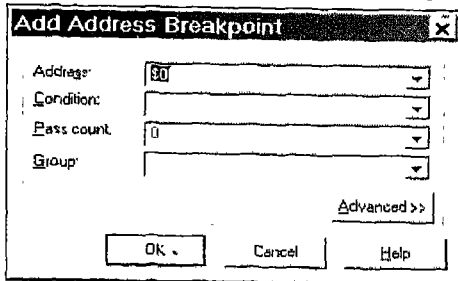 Add Address Breakpoint
Address: $0
Condition:
Pass count: 0
Group:
Advanced >>
OK Cancel Help